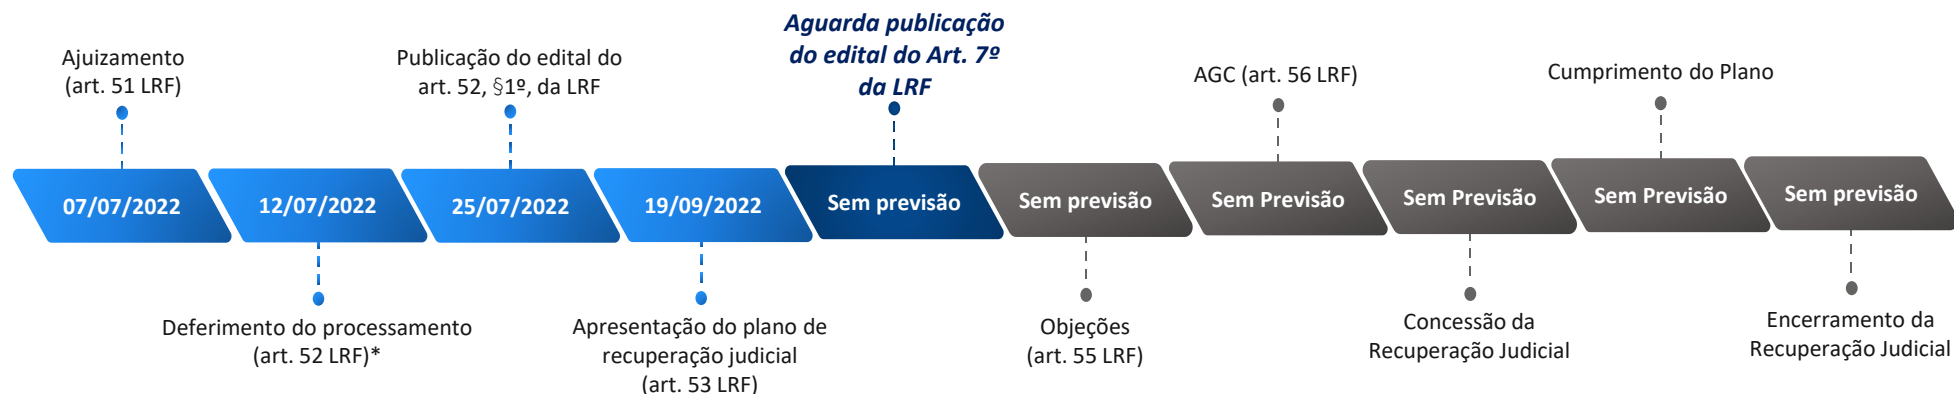 Ajuizamento
(art. 51 LRF)
Publicação do edital do
art. 52, §1º, da LRF
Aguarda publicação
do edital do Art. 7º
da LRF
AGC (art. 56 LRF)
Cumprimento do Plano
07/07/2022
12/07/2022
25/07/2022
19/09/2022
Sem previsão
Sem previsão
Sem Previsão
Sem Previsão
Sem Previsão
Sem previsão
Deferimento do processamento
(art. 52 LRF)*
Apresentação do plano de
recuperação judicial
(art. 53 LRF)
Objeções
(art. 55 LRF)
Concessão da
Recuperação Judicial
Encerramento da
Recuperação Judicial